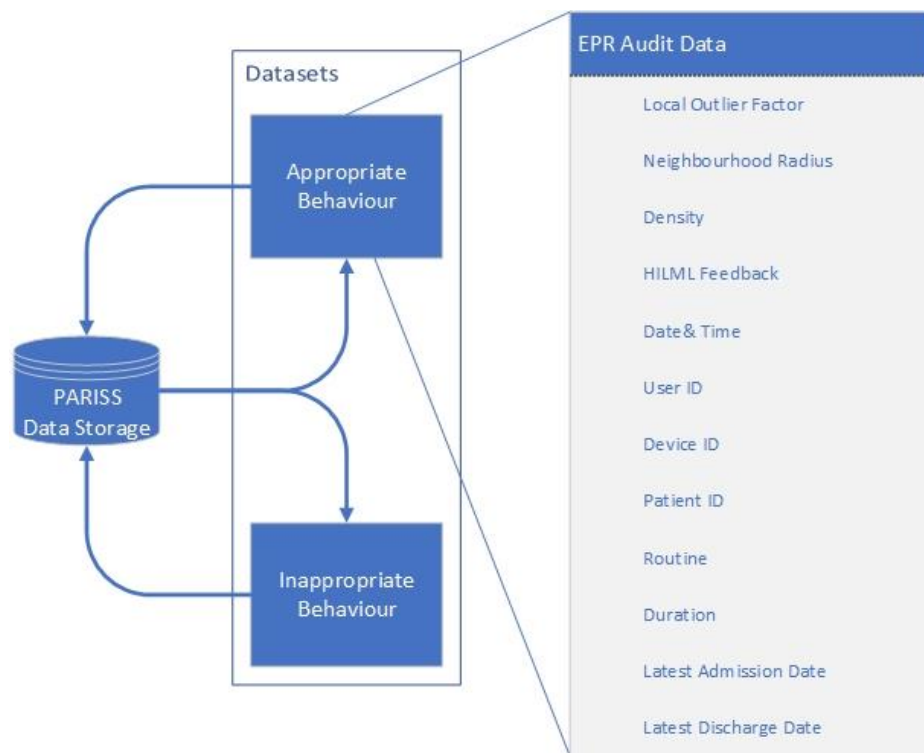 Datasets
Appropriate
Behaviour
PARISS
Data Storage
Inappropriate
Behaviour
EPR Audit Data
Local Outlier Factor
Neighbourhood Radius
Density
HILML Feedback
Date& Time
User ID
Device ID
Patient ID
Routine
Duration
Latest Admission Date
Latest Discharge Date